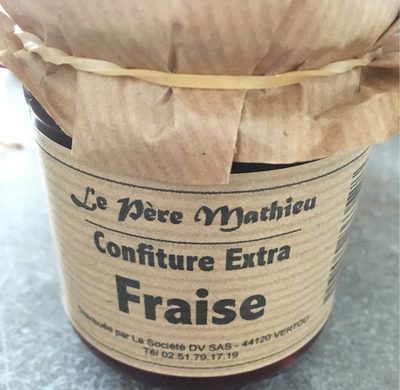 Le Père Mathieu
Confiture Extra
Fraise
Distribuée par La Société DV SAS - 44120 VERTOU
Tél 02.51.79.17.19